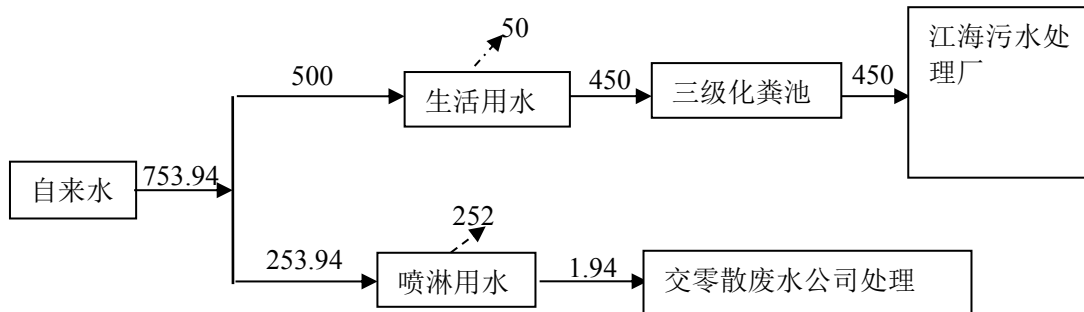 50
500
生活用水
450
三级化粪池
450
江海污水处
理厂
自来水
753.94
252
253.94
喷淋用水
1.94
交零散废水公司处理